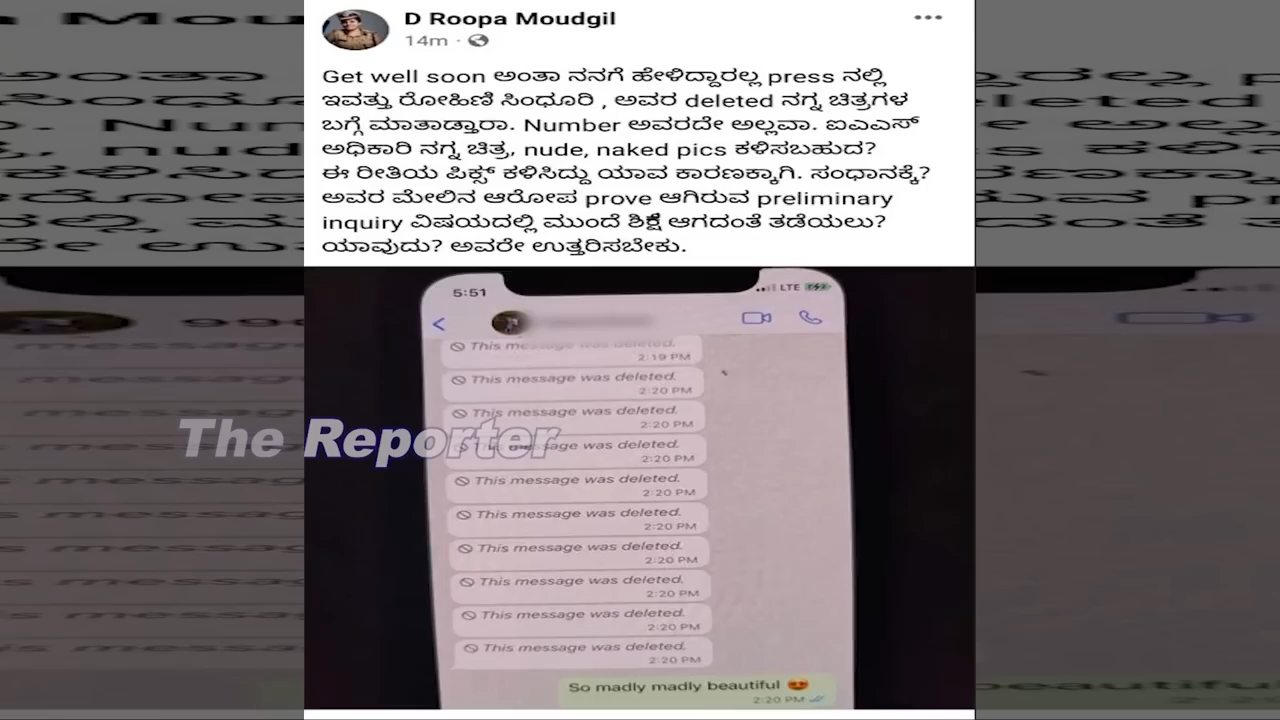 D Roopa Moudgil
14m
Get well soon ಅಂತಾ ನನಗೆ ಹೇಳಿದ್ದಾರಲ್ಲ press ನಲ್ಲಿ
ಇವತ್ತು ರೋಹಿಣಿ ಸಿಂಧೂರಿ , ಅವರ deleted ನಗ್ನ ಚಿತ್ರಗಳ
ಬಗ್ಗೆ ಮಾತಾಡ್ತಾರಾ. Number ಅವರದೇ ಅಲ್ಲವಾ. ಐಎಎಸ್
ಅಧಿಕಾರಿ ನಗ್ನ ಚಿತ್ರ, nude, naked pics ಕಳಿಸಬಹುದ?
ಈ ರೀತಿಯ ಪಿಕ್ಸ್ ಕಳಿಸಿದ್ದು ಯಾವ ಕಾರಣಕ್ಕಾಗಿ. ಸಂಧಾನಕ್ಕೆ?
ಅವರ ಮೇಲಿನ ಆರೋಪ prove ಆಗಿರುವ preliminary
inquiry ವಿಷಯದಲ್ಲಿ ಮುಂದೆ ಶಿಕ್ಷೆ ಆಗದಂತೆ ತಡೆಯಲು?
ಯಾವುದು? ಅವರೇ ಉತ್ತರಿಸಬೇಕು.
5:51
LTE
This message was deleted.
2:19 PM
This message was deleted.
2:20 PM
This message was deleted.
2:20 PM
This message was deleted.
2:20 PM
This message was deleted.
2:20 PM
This message was deleted.
2:20 PM
This message was deleted.
2:20 PM
This message was deleted.
2:20 PM
This message was deleted.
2:20 PM
This message was deleted.
2:20 PM
So madly madly beautiful 😍
2:20 PM
The Reporter